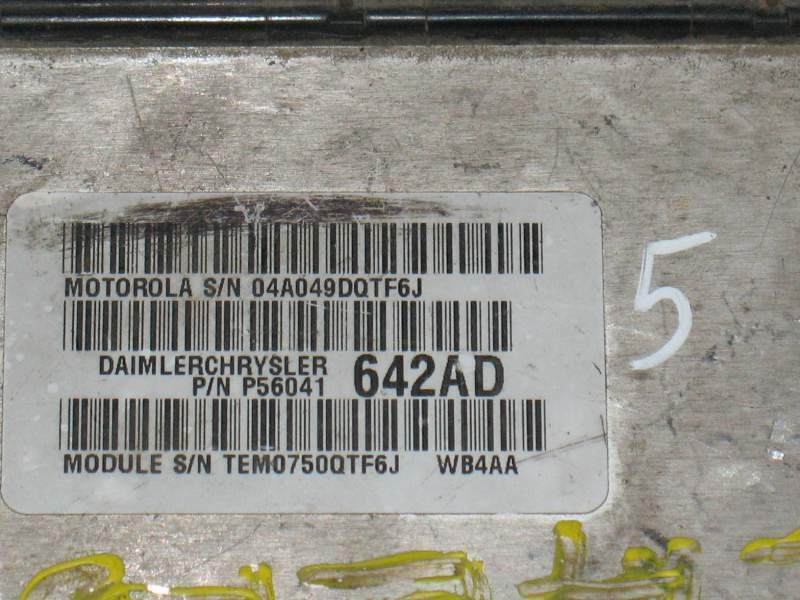 MOTOROLA S/N 04A049DQTF6J
DAIMLERCHRYSLER
P/N P56041 642AD
MODULE S/N TEM0750QTF6J WB4AA
5